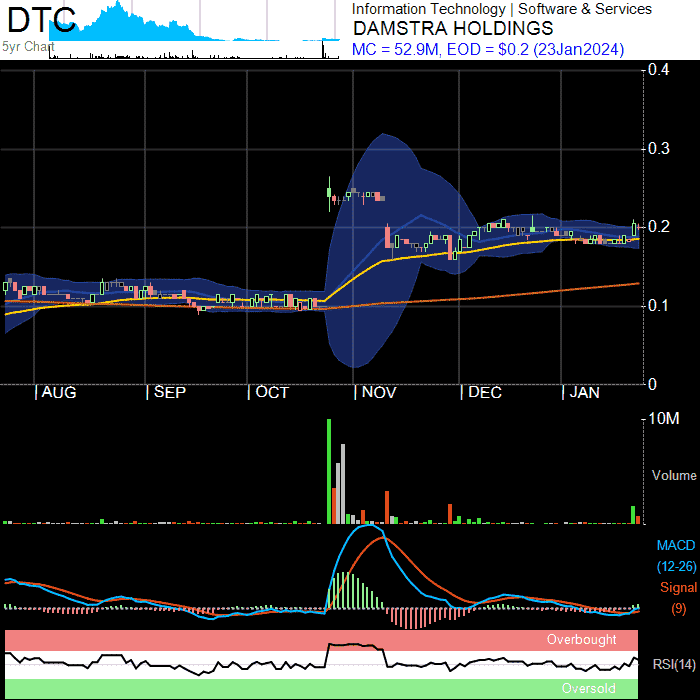 DTC
5yr Chart
Information Technology | Software & Services
DAMSTRA HOLDINGS
MC = 52.9M, EOD = $0.2 (23Jan2024)
0.4
0.3
0.2
0.1
0
| AUG | SEP | OCT | NOV | DEC | JAN
10M
Volume
MACD
(12-26)
Signal
(9)
Overbought
RSI(14)
Oversold